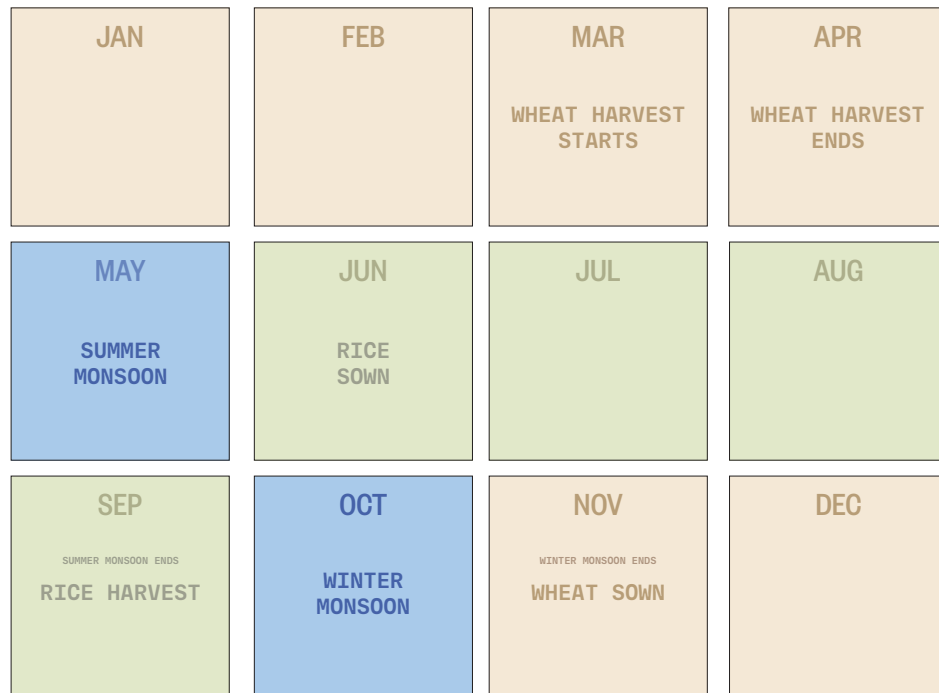 JAN
FEB
MAR
WHEAT HARVEST
STARTS
APR
WHEAT HARVEST
ENDS
MAY
SUMMER
MONSOON
JUN
RICE
SOWN
JUL
AUG
SEP
SUMMER MONSOON ENDS
RICE HARVEST
OCT
WINTER
MONSOON
NOV
WINTER MONSOON ENDS
WHEAT SOWN
DEC